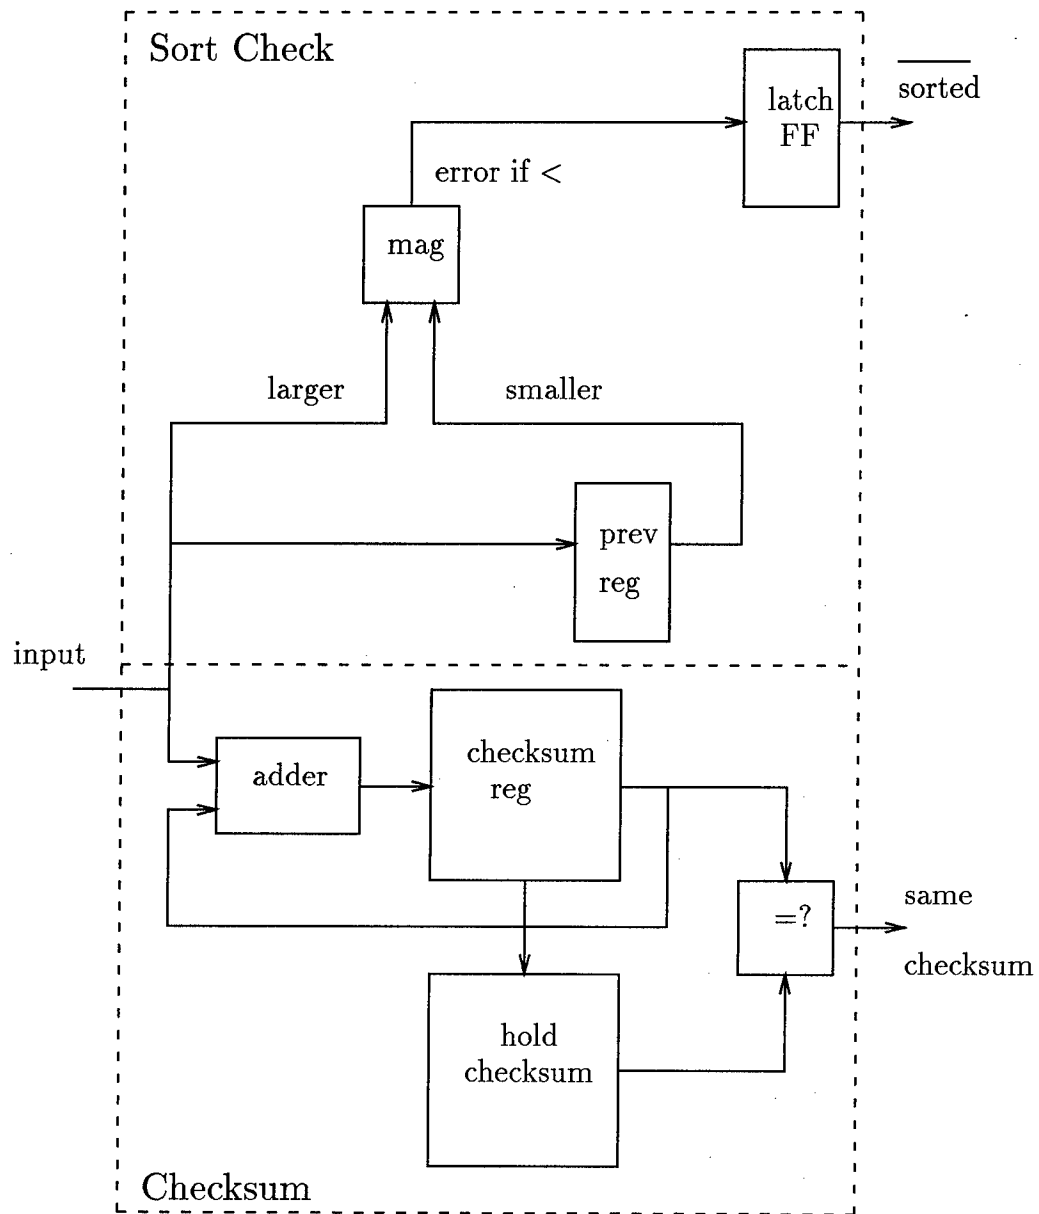 Sort Check
latch
FF
sorted
error if <
mag
larger
smaller
prev
reg
input
adder
checksum
reg
=?
same
checksum
hold
checksum
Checksum